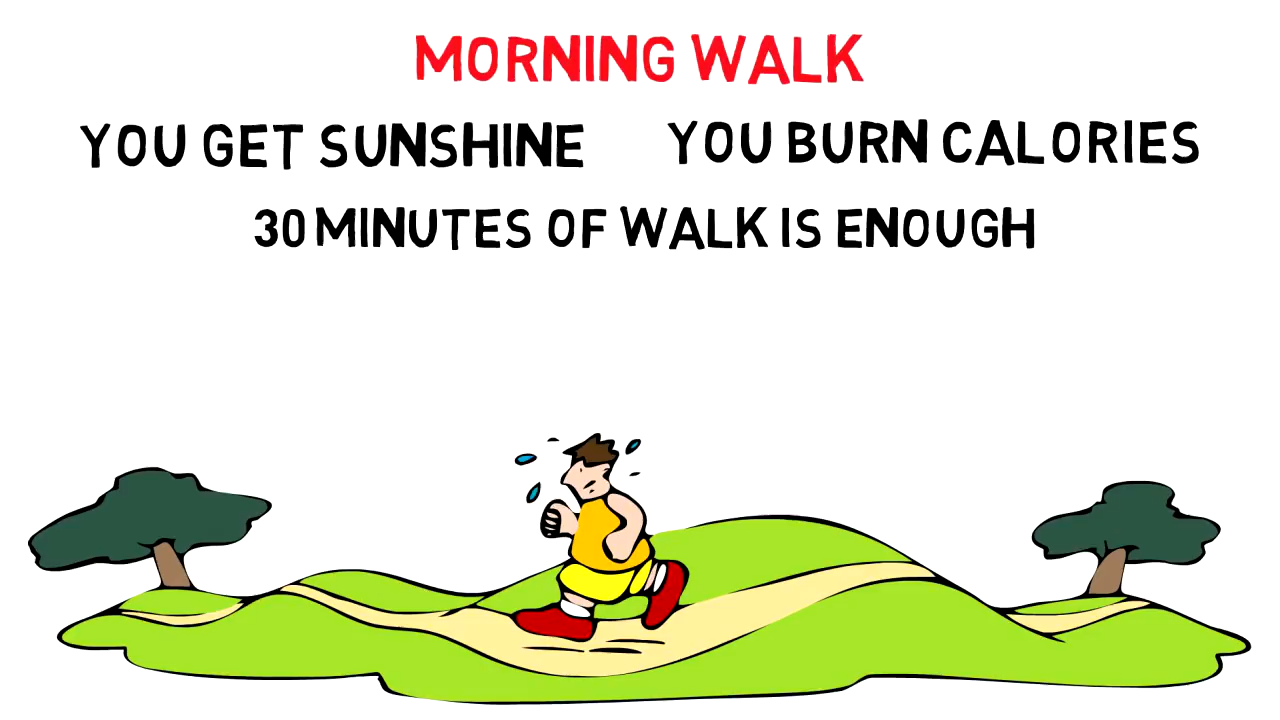 MORNING WALK
YOU GET SUNSHINE
YOU BURN CALORIES
30 MINUTES OF WALK IS ENOUGH